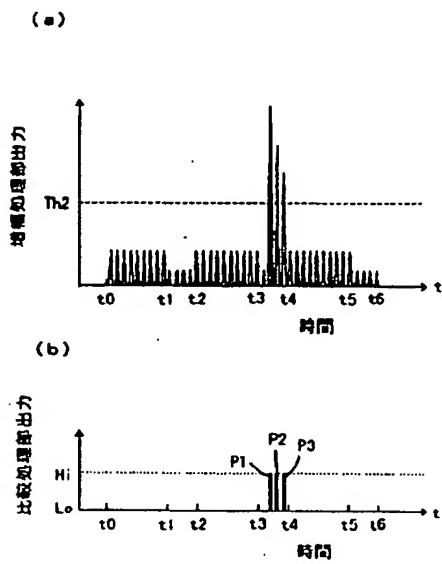 (a)
増幅処理部出力
Th2
t0 t1 t2 t3 t4 t5 t6 t
時間
(b)
比較処理部出力
P1 P2 P3
Hi
Lo
t0 t1 t2 t3 t4 t5 t6 t
時間